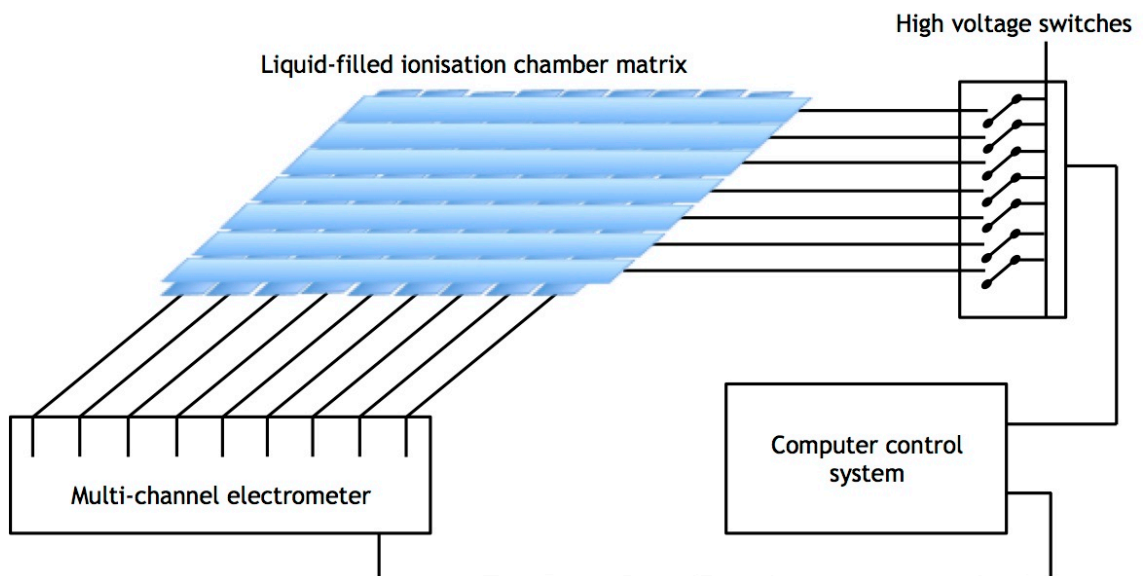 High voltage switches
Liquid-filled ionisation chamber matrix
Computer control
system
Multi-channel electrometer